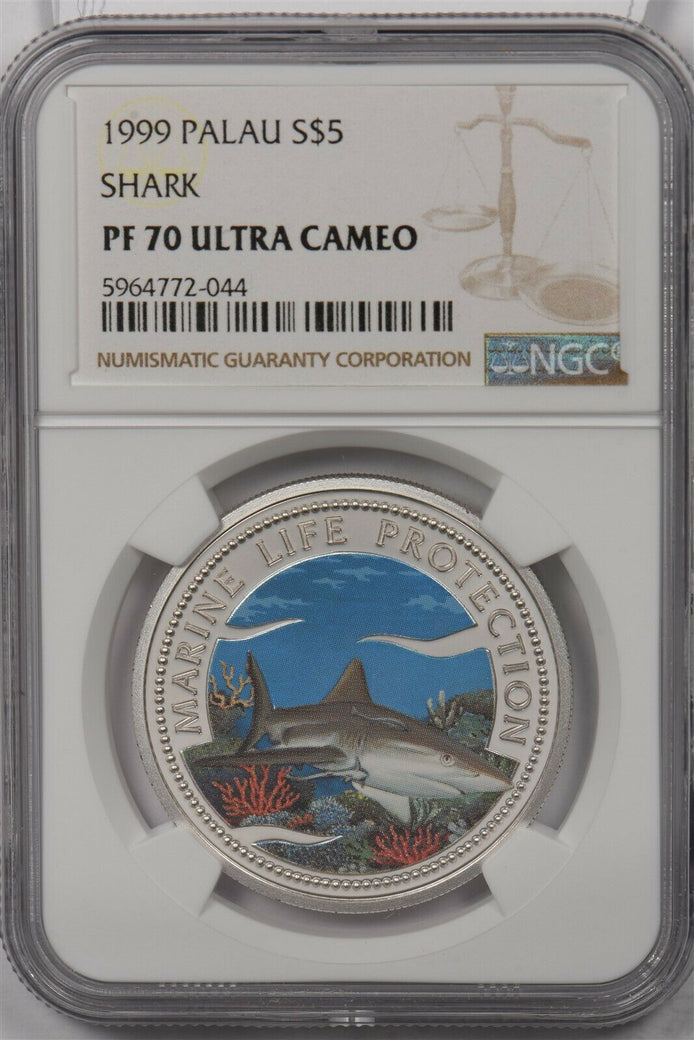 1999 PALAU S$5
SHARK
PF 70 ULTRA CAMEO
5964772-044
NUMISMATIC GUARANTY CORPORATION
NGC
MARINE LIFE PROTECTION